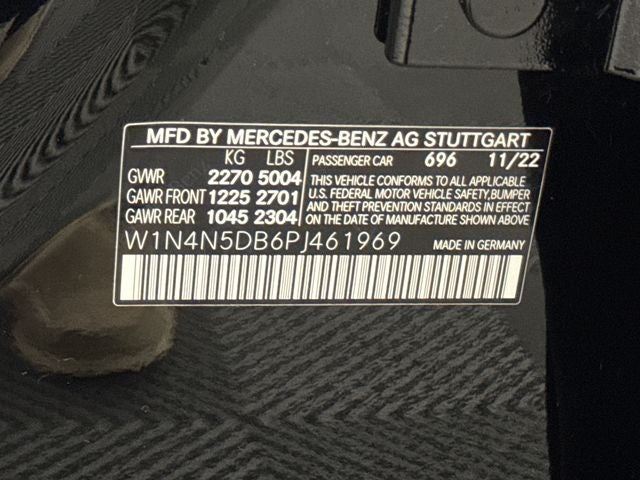 MFD BY MERCEDES-BENZ AG STUTTGART
KG LBS
GWR 2270 5004
GAWR FRONT 1225 2701
GAWR REAR 1045 2304
PASSENGER CAR 696 11/22
THIS VEHICLE CONFORMS TO ALL APPLICABLE
U.S. FEDERAL MOTOR VEHICLE SAFETY,BUMPER
AND THEFT PREVENTION STANDARDS IN EFFECT
ON THE DATE OF MANUFACTURE SHOWN ABOVE
W1N4N5DB6PJ461969
MADE IN GERMANY